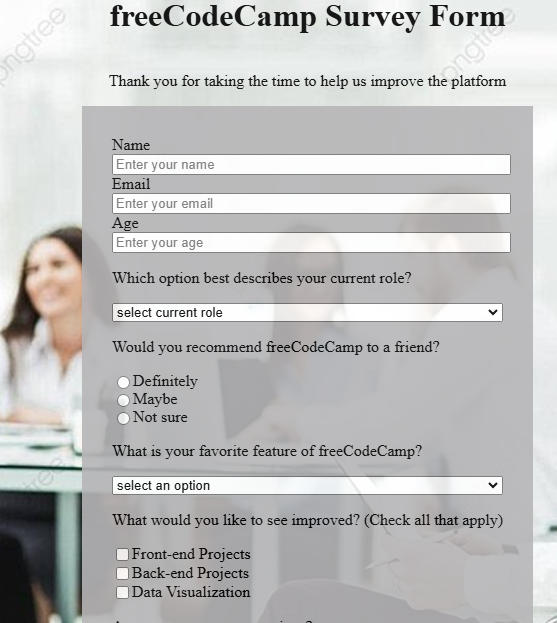 freeCodeCamp Survey Form
Thank you for taking the time to help us improve the platform
Name
Enter your name
Email
Enter your email
Age
Enter your age
Which option best describes your current role?
select current role
Would you recommend freeCodeCamp to a friend?
Definitely
Maybe
Not sure
What is your favorite feature of freeCodeCamp?
select an option
What would you like to see improved? (Check all that apply)
Front-end Projects
Back-end Projects
Data Visualization